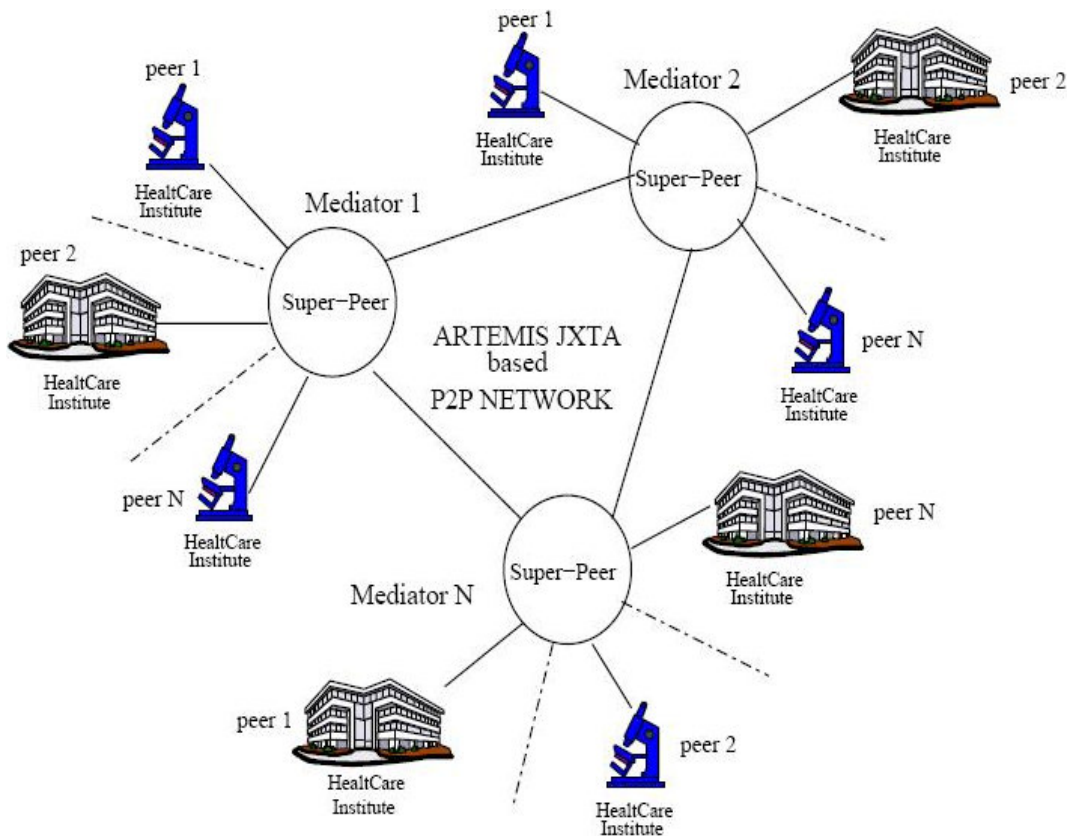 peer 1
Mediator 2
peer 2
HealtCare
Institute
HealtCare
Institute
Super-Peer
peer 1
HealtCare
Institute
Mediator 1
peer 2
Super-Peer
HealtCare
Institute
ARTEMIS JXTA
based
P2P NETWORK
peer N
HealtCare
Institute
peer N
HealtCare
Institute
peer N
HealtCare
Institute
Super-Peer
Mediator N
peer 1
HealtCare
Institute
peer 2
HealtCare
Institute